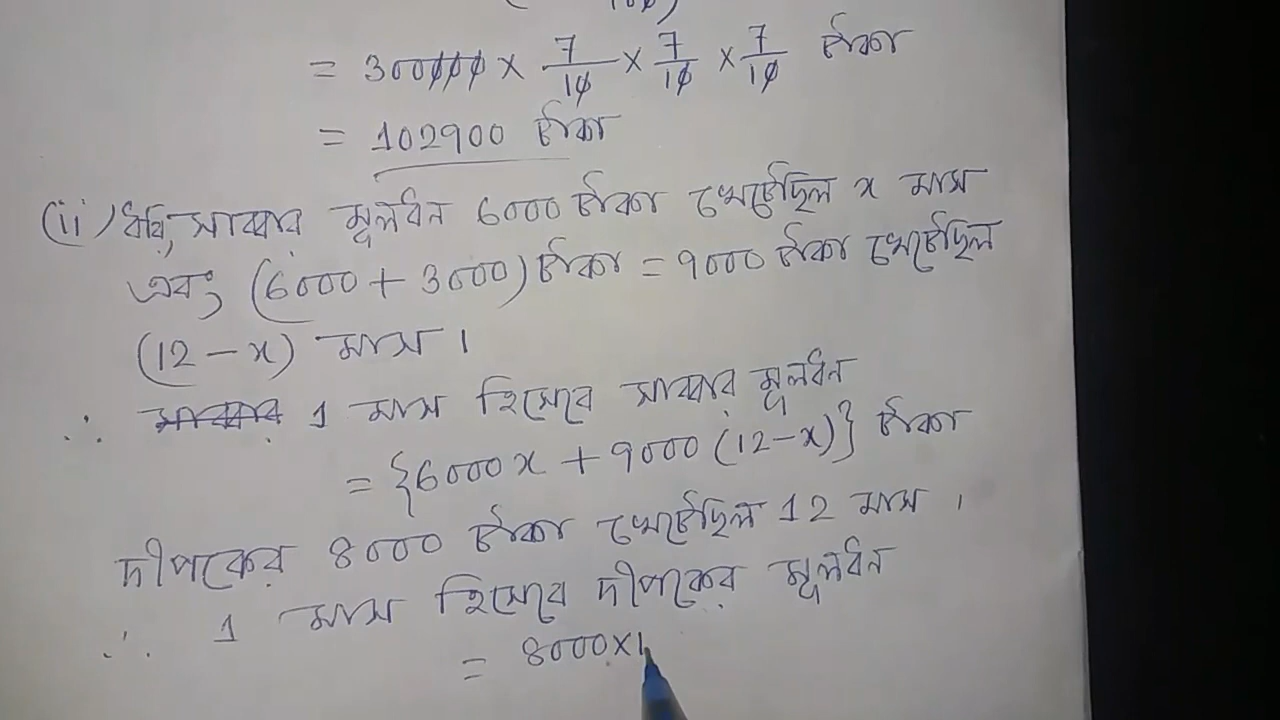 = 300000 × 7/10 × 7/10 × 7/10 টাকা
= 102900 টাকা
(ii) ধরি, সাব্বার মূলধন 6000 টাকা খেটেছিল x মাস
এবং (6000 + 3000) টাকা = 9000 টাকা খেটেছিল
(12 - x) মাস ।
∴ 1 মাস হিসেবে সাব্বার মূলধন
= {6000x + 9000 (12-x)} টাকা
দীপকের 8000 টাকা খেটেছিল 12 মাস ।
∴ 1 মাস হিসেবে দীপকের মূলধন
= 8000×1